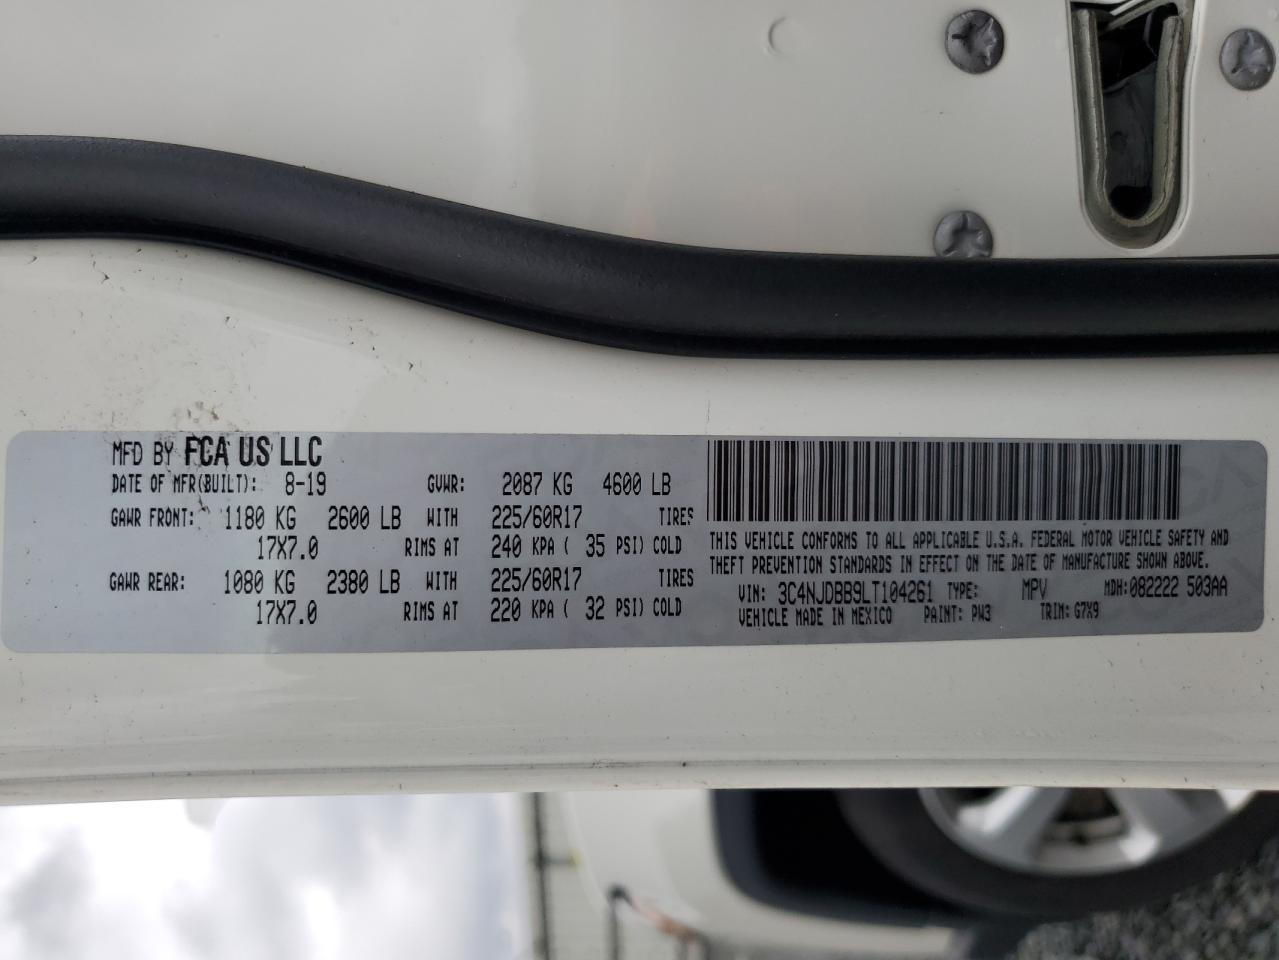 MFD BY FCA US LLC
DATE OF MFR(BUILT): 8-19 GVWR: 2087 KG 4600 LB
GAWR FRONT: 1180 KG 2600 LB WITH 225/60R17 TIRES
17X7.0 RIMS AT 240 KPA ( 35 PSI) COLD
GAWR REAR: 1080 KG 2380 LB WITH 225/60R17 TIRES
17X7.0 RIMS AT 220 KPA ( 32 PSI) COLD
THIS VEHICLE CONFORMS TO ALL APPLICABLE U.S.A. FEDERAL MOTOR VEHICLE SAFETY AND
THEFT PREVENTION STANDARDS IN EFFECT ON THE DATE OF MANUFACTURE SHOWN ABOVE.
VIN: 3C4NJDBB9LT104261 TYPE: MPV MDH:082222 503AA
VEHICLE MADE IN MEXICO PAINT: PW3 TRIM: G7X9